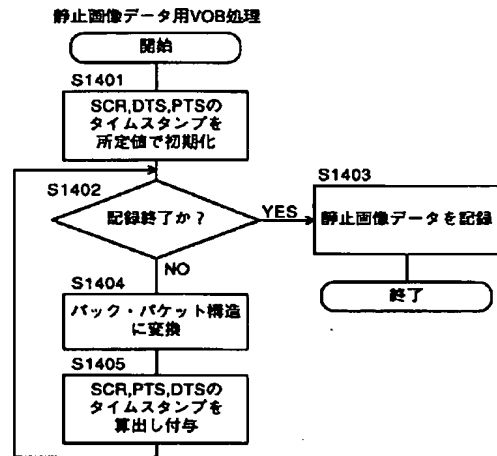 静止画像データ用VOB処理
開始
S1401
SCR,DTS,PTSの
タイムスタンプを
所定値で初期化
S1402
記録終了か？
YES
S1403
静止画像データを記録
終了
NO
S1404
パック・パケット構造
に変換
S1405
SCR,PTS,DTSの
タイムスタンプを
算出し付与